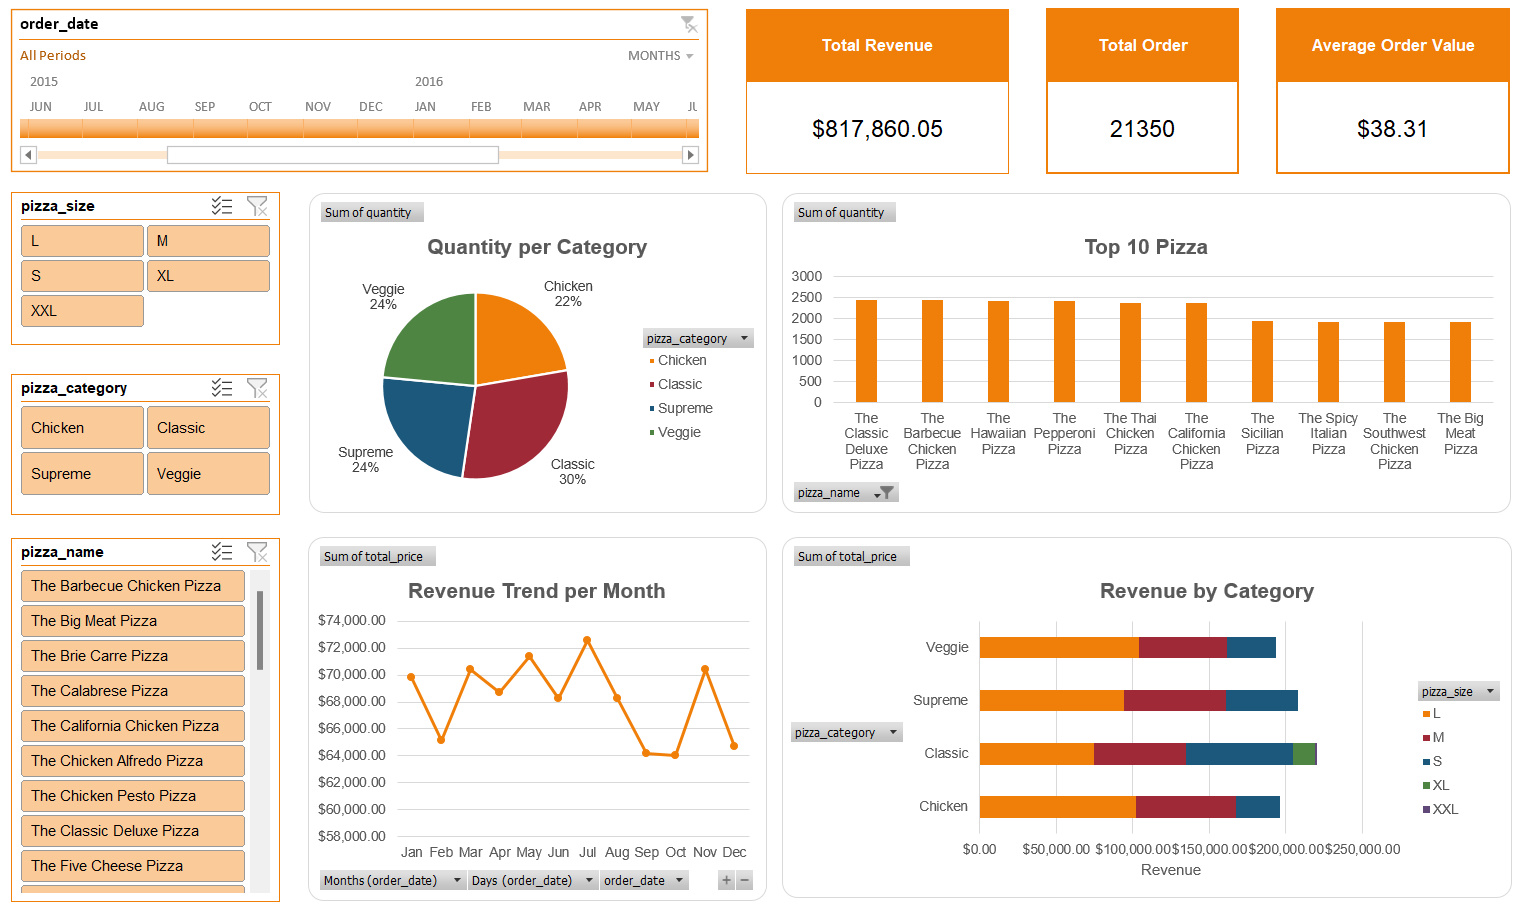 order_date
All Periods
MONTHS
2015 2016
JUN JUL AUG SEP OCT NOV DEC JAN FEB MAR APR MAY
Total Revenue
$817,860.05
Total Order
21350
Average Order Value
$38.31
pizza_size
L M
S XL
XXL
pizza_category
Chicken Classic
Supreme Veggie
pizza_name
The Barbecue Chicken Pizza
The Big Meat Pizza
The Brie Carre Pizza
The Calabrese Pizza
The California Chicken Pizza
The Chicken Alfredo Pizza
The Chicken Pesto Pizza
The Classic Deluxe Pizza
The Five Cheese Pizza
Sum of quantity
Quantity per Category
Veggie
24%
Chicken
22%
Supreme
24%
Classic
30%
pizza_category
Chicken
Classic
Supreme
Veggie
Sum of quantity
Top 10 Pizza
3000
2500
2000
1500
1000
500
0
The Classic Deluxe Pizza
The Barbecue Chicken Pizza
The Hawaiian Pizza
The Pepperoni Pizza
The Thai Chicken Pizza
The California Chicken Pizza
The Sicilian Pizza
The Spicy Italian Pizza
The Southwest Chicken Pizza
The Big Meat Pizza
pizza_name
Sum of total_price
Revenue Trend per Month
$74,000.00
$72,000.00
$70,000.00
$68,000.00
$66,000.00
$64,000.00
$62,000.00
$60,000.00
$58,000.00
Jan Feb Mar Apr May Jun Jul Aug Sep Oct Nov Dec
Months (order_date) Days (order_date) order_date + −
Sum of total_price
Revenue by Category
Veggie
Supreme
Classic
Chicken
$0.00 $50,000.00 $100,000.00 $150,000.00 $200,000.00 $250,000.00
Revenue
pizza_category
pizza_size
L
M
S
XL
XXL